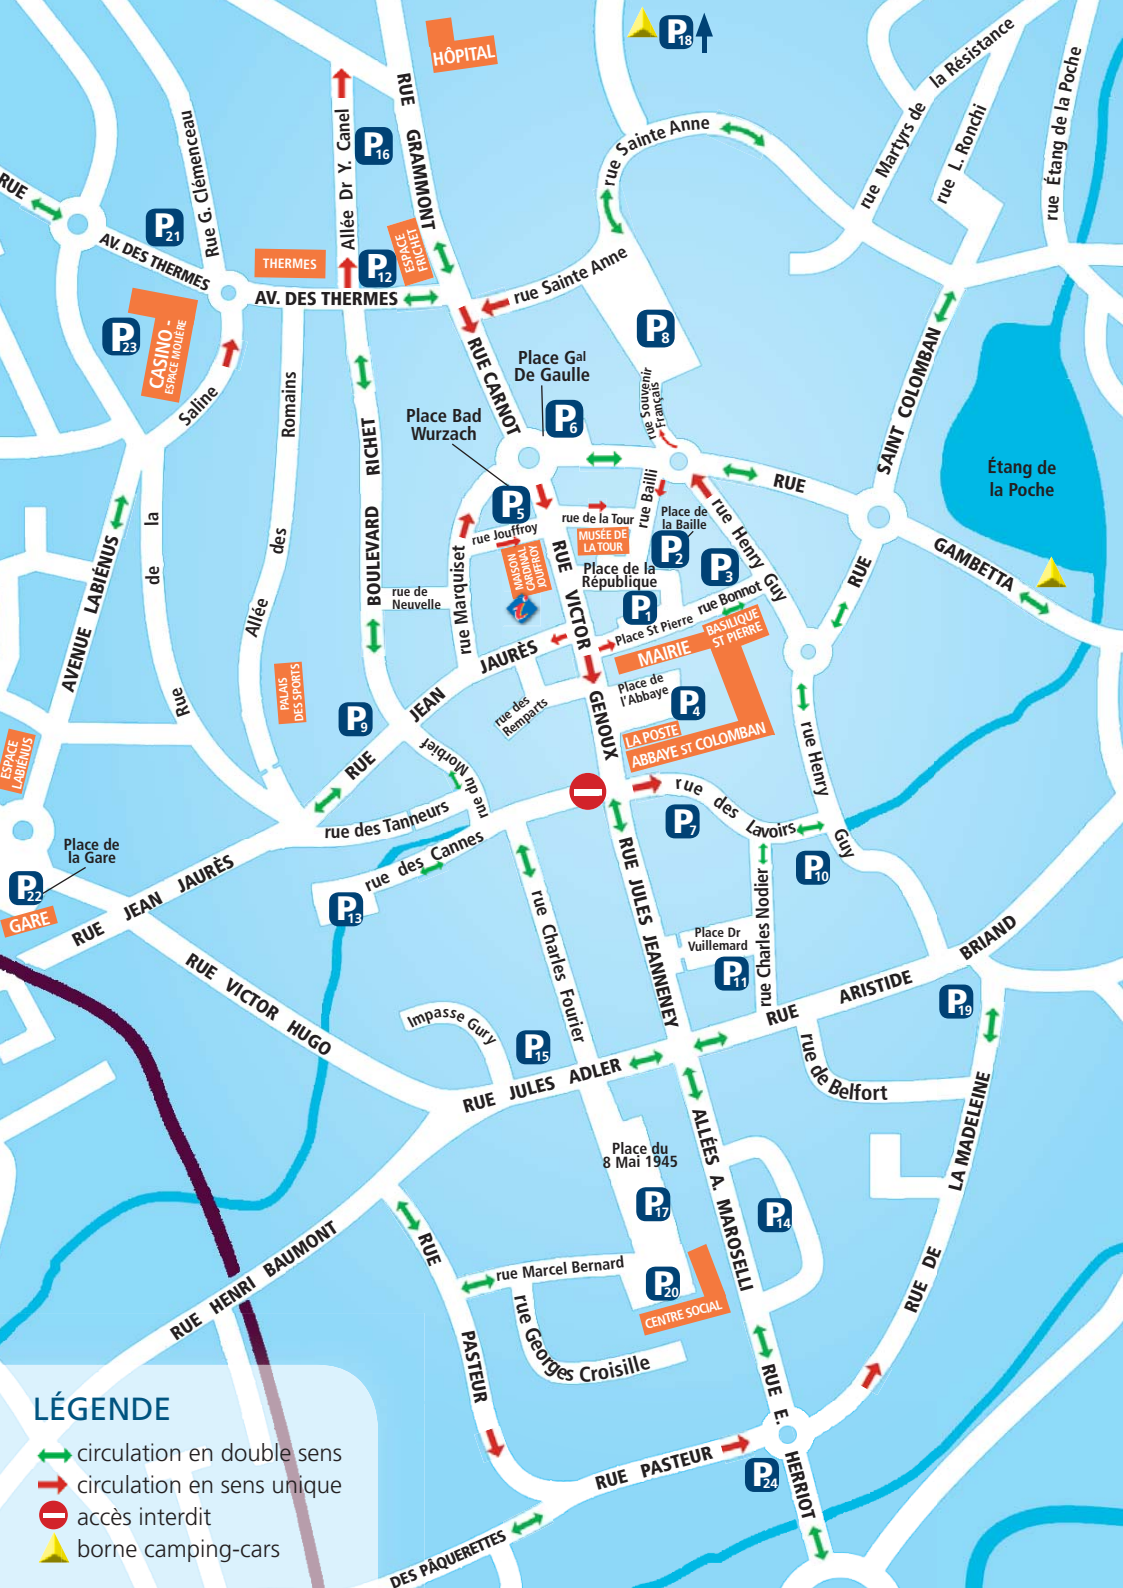 HÔPITAL
P18
RUE GRAMMONT
rue Martyrs de la Résistance
rue L. Ronchi
rue Étang de la Poche
rue Sainte Anne
Rue G. Clémenceau
Allée Dr Y. Canel
P16
RUE
P21
AV. DES THERMES
THERMES
P12
ESPACE
FRICHET
AV. DES THERMES
rue Sainte Anne
P23
CASINO -
ESPACE MOLIÈRE
P8
RUE CARNOT
Place Gal
De Gaulle
rue Souvenir
Français
SAINT COLOMBAN
Saline
Romains
Place Bad
Wurzach
P6
RUE
Étang de
la Poche
BOULEVARD RICHET
P5
rue Jouffroy
rue de la Tour
MUSÉE DE
LA TOUR
rue Bailli
Place de
la Baille
P2
rue Henry Guy
RUE
GAMBETTA
AVENUE LABIÉNUS
de la
des
Allée
Rue
MAISON
CARDINAL
JOUFFROY
i
RUE VICTOR GENOUX
Place de la
République
P3
P1
rue Bonnot
rue de
Neuvelle
rue Marquiset
Place St Pierre
BASILIQUE
ST PIERRE
MAIRIE
RUE JEAN JAURÈS
PALAIS
DES SPORTS
P9
rue des
Remparts
Place de
l'Abbaye
P4
LA POSTE
ABBAYE ST COLOMBAN
ESPACE
LABIÉNUS
rue du Morbief
rue Henry Guy
rue des Lavoirs
P7
rue des Tanneurs
Place de
la Gare
P22
GARE
RUE JEAN JAURÈS
rue des Cannes
P13
P10
RUE JULES JEANNENEY
rue Charles Nodier
Place Dr
Vuillemard
P11
rue Charles Fourier
RUE VICTOR HUGO
RUE ARISTIDE BRIAND
P19
Impasse Gury
P15
RUE JULES ADLER
rue de Belfort
ALLÉES A. MAROSELLI
Place du
8 Mai 1945
P17
P14
RUE DE LA MADELEINE
RUE HENRI BAUMONT
RUE PASTEUR
rue Marcel Bernard
P20
CENTRE SOCIAL
rue Georges Croisille
RUE E. HERRIOT
RUE PASTEUR
P24
DES PÂQUERETTES
LÉGENDE
circulation en double sens
circulation en sens unique
accès interdit
borne camping-cars